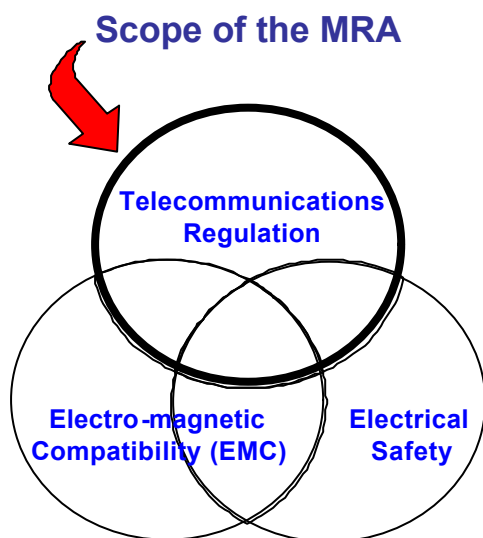 Scope of the MRA
Telecommunications
Regulation
Electro-magnetic
Compatibility (EMC)
Electrical
Safety